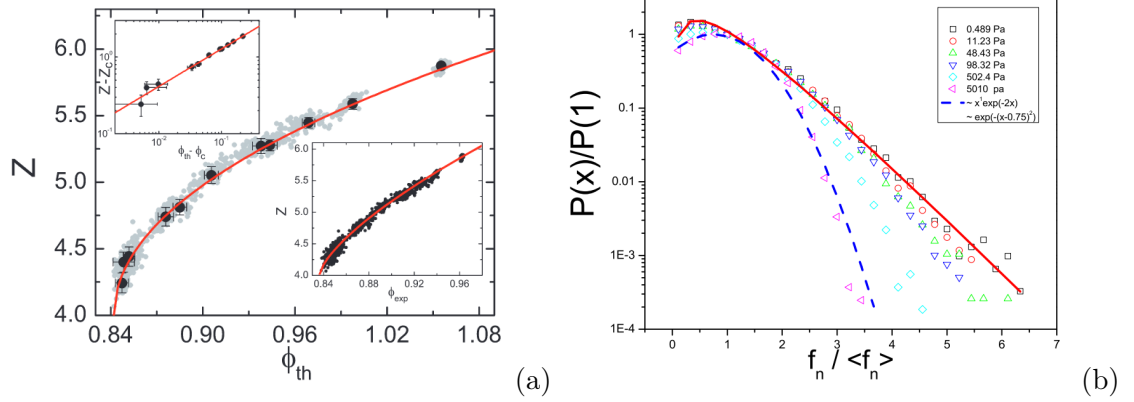 6.0
5.5
5.0
4.5
4.0
Z
0.84
0.90
0.96
1.02
1.08
ϕth
Z - Zc
10^0
10^-1
10^-2
10^-1
ϕth - ϕc
Z
6.0
5.5
5.0
4.5
4.0
0.84
0.88
0.92
0.96
ϕexp
(a)
P(x)/P(1)
1
0.1
0.01
1E-3
1E-4
0
1
2
3
4
5
6
7
fn / <fn>
0.489 Pa
11.23 Pa
48.43 Pa
98.32 Pa
502.4 Pa
5010 pa
~ x^1exp(-2x)
~ exp(-(x-0.75)^2)
(b)